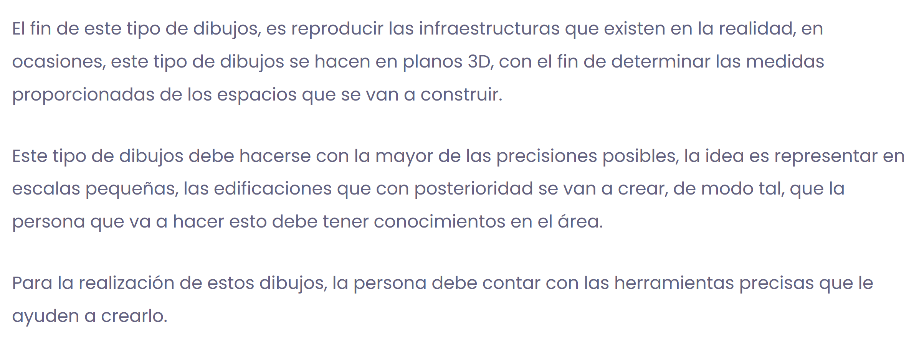 El fin de este tipo de dibujos, es reproducir las infraestructuras que existen en la realidad, en
ocasiones, este tipo de dibujos se hacen en planos 3D, con el fin de determinar las medidas
proporcionadas de los espacios que se van a construir.
Este tipo de dibujos debe hacerse con la mayor de las precisiones posibles, la idea es representar en
escalas pequeñas, las edificaciones que con posterioridad se van a crear, de modo tal, que la
persona que va a hacer esto debe tener conocimientos en el área.
Para la realización de estos dibujos, la persona debe contar con las herramientas precisas que le
ayuden a crearlo.